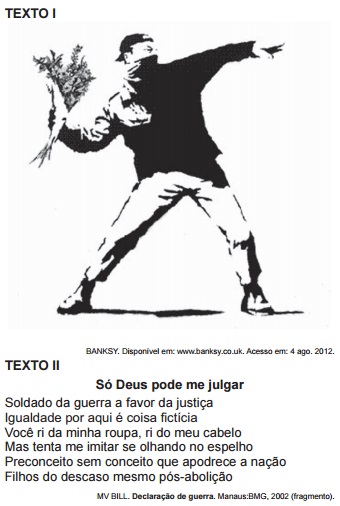 TEXTO I
BANKSY. Disponível em: www.banksy.co.uk. Acesso em: 4 ago. 2012.
TEXTO II
Só Deus pode me julgar
Soldado da guerra a favor da justiça
Igualdade por aqui é coisa fictícia
Você ri da minha roupa, ri do meu cabelo
Mas tenta me imitar se olhando no espelho
Preconceito sem conceito que apodrece a nação
Filhos do descaso mesmo pós-abolição
MV BILL. Declaração de guerra. Manaus:BMG, 2002 (fragmento).